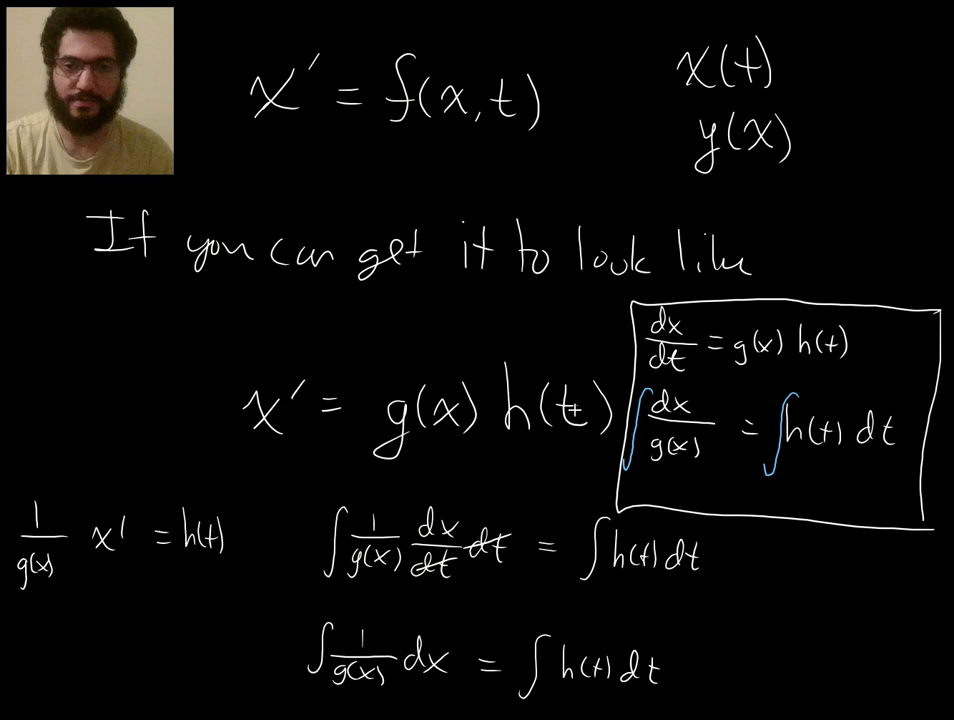 x' = f(x, t)
x(t)
y(x)
If you can get it to look like
x' = g(x) h(t)
dx/dt = g(x) h(t)
∫ dx/g(x) = ∫ h(t) dt
1/g(x) x' = h(t)
∫ 1/g(x) dx/dt dt = ∫ h(t) dt
∫ 1/g(x) dx = ∫ h(t) dt